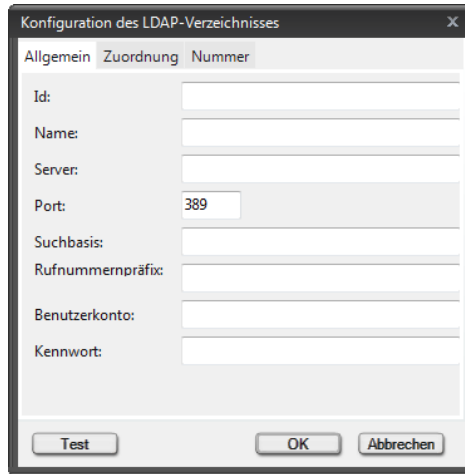 Konfiguration des LDAP-Verzeichnisses x
Allgemein Zuordnung Nummer
Id:
Name:
Server:
Port: 389
Suchbasis:
Rufnummernpräfix:
Benutzerkonto:
Kennwort:
Test OK Abbrechen